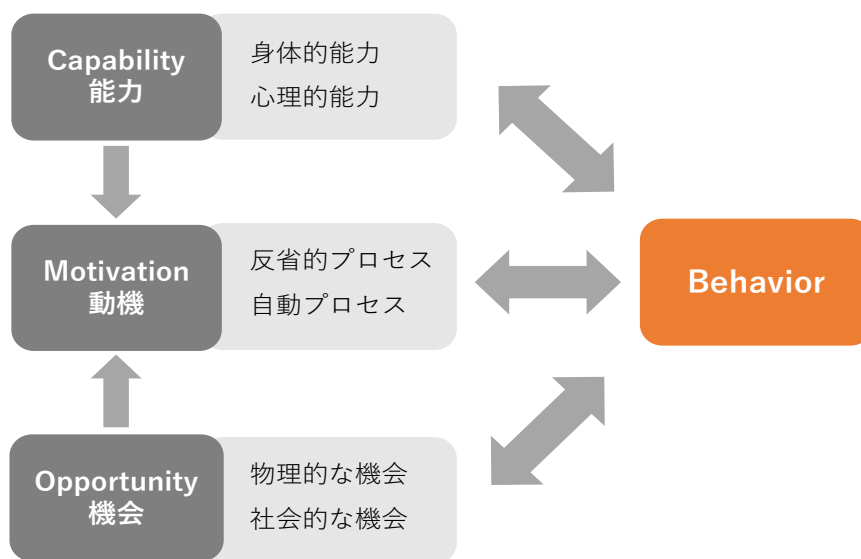 Capability
能力
身体的能力
心理的能力
Motivation
動機
反省的プロセス
自動プロセス
Behavior
Opportunity
機会
物理的な機会
社会的な機会